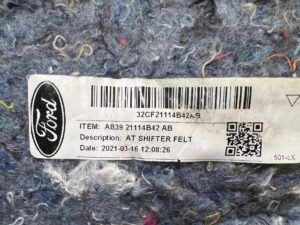 Ford
32CF21114B42AB
ITEM: AB39 21114B42 AB
Description: AT SHIFTER FELT
Date: 2021-03-16 12:08:26
501-LX